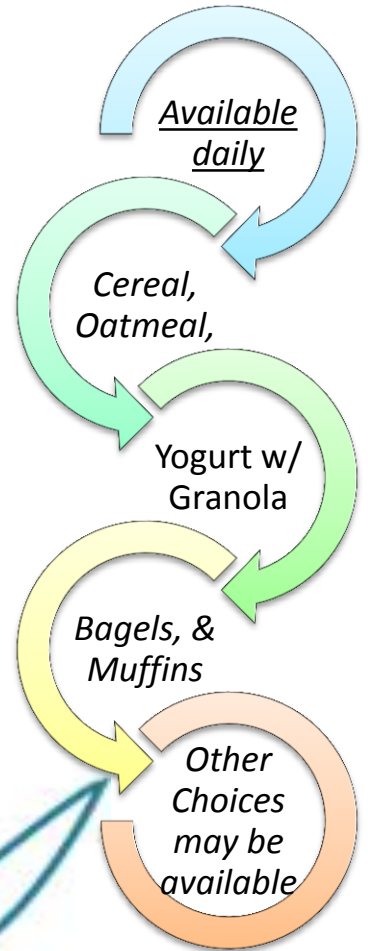 Available
daily
Cereal,
Oatmeal,
Yogurt w/
Granola
Bagels, &
Muffins
Other
Choices
may be
available